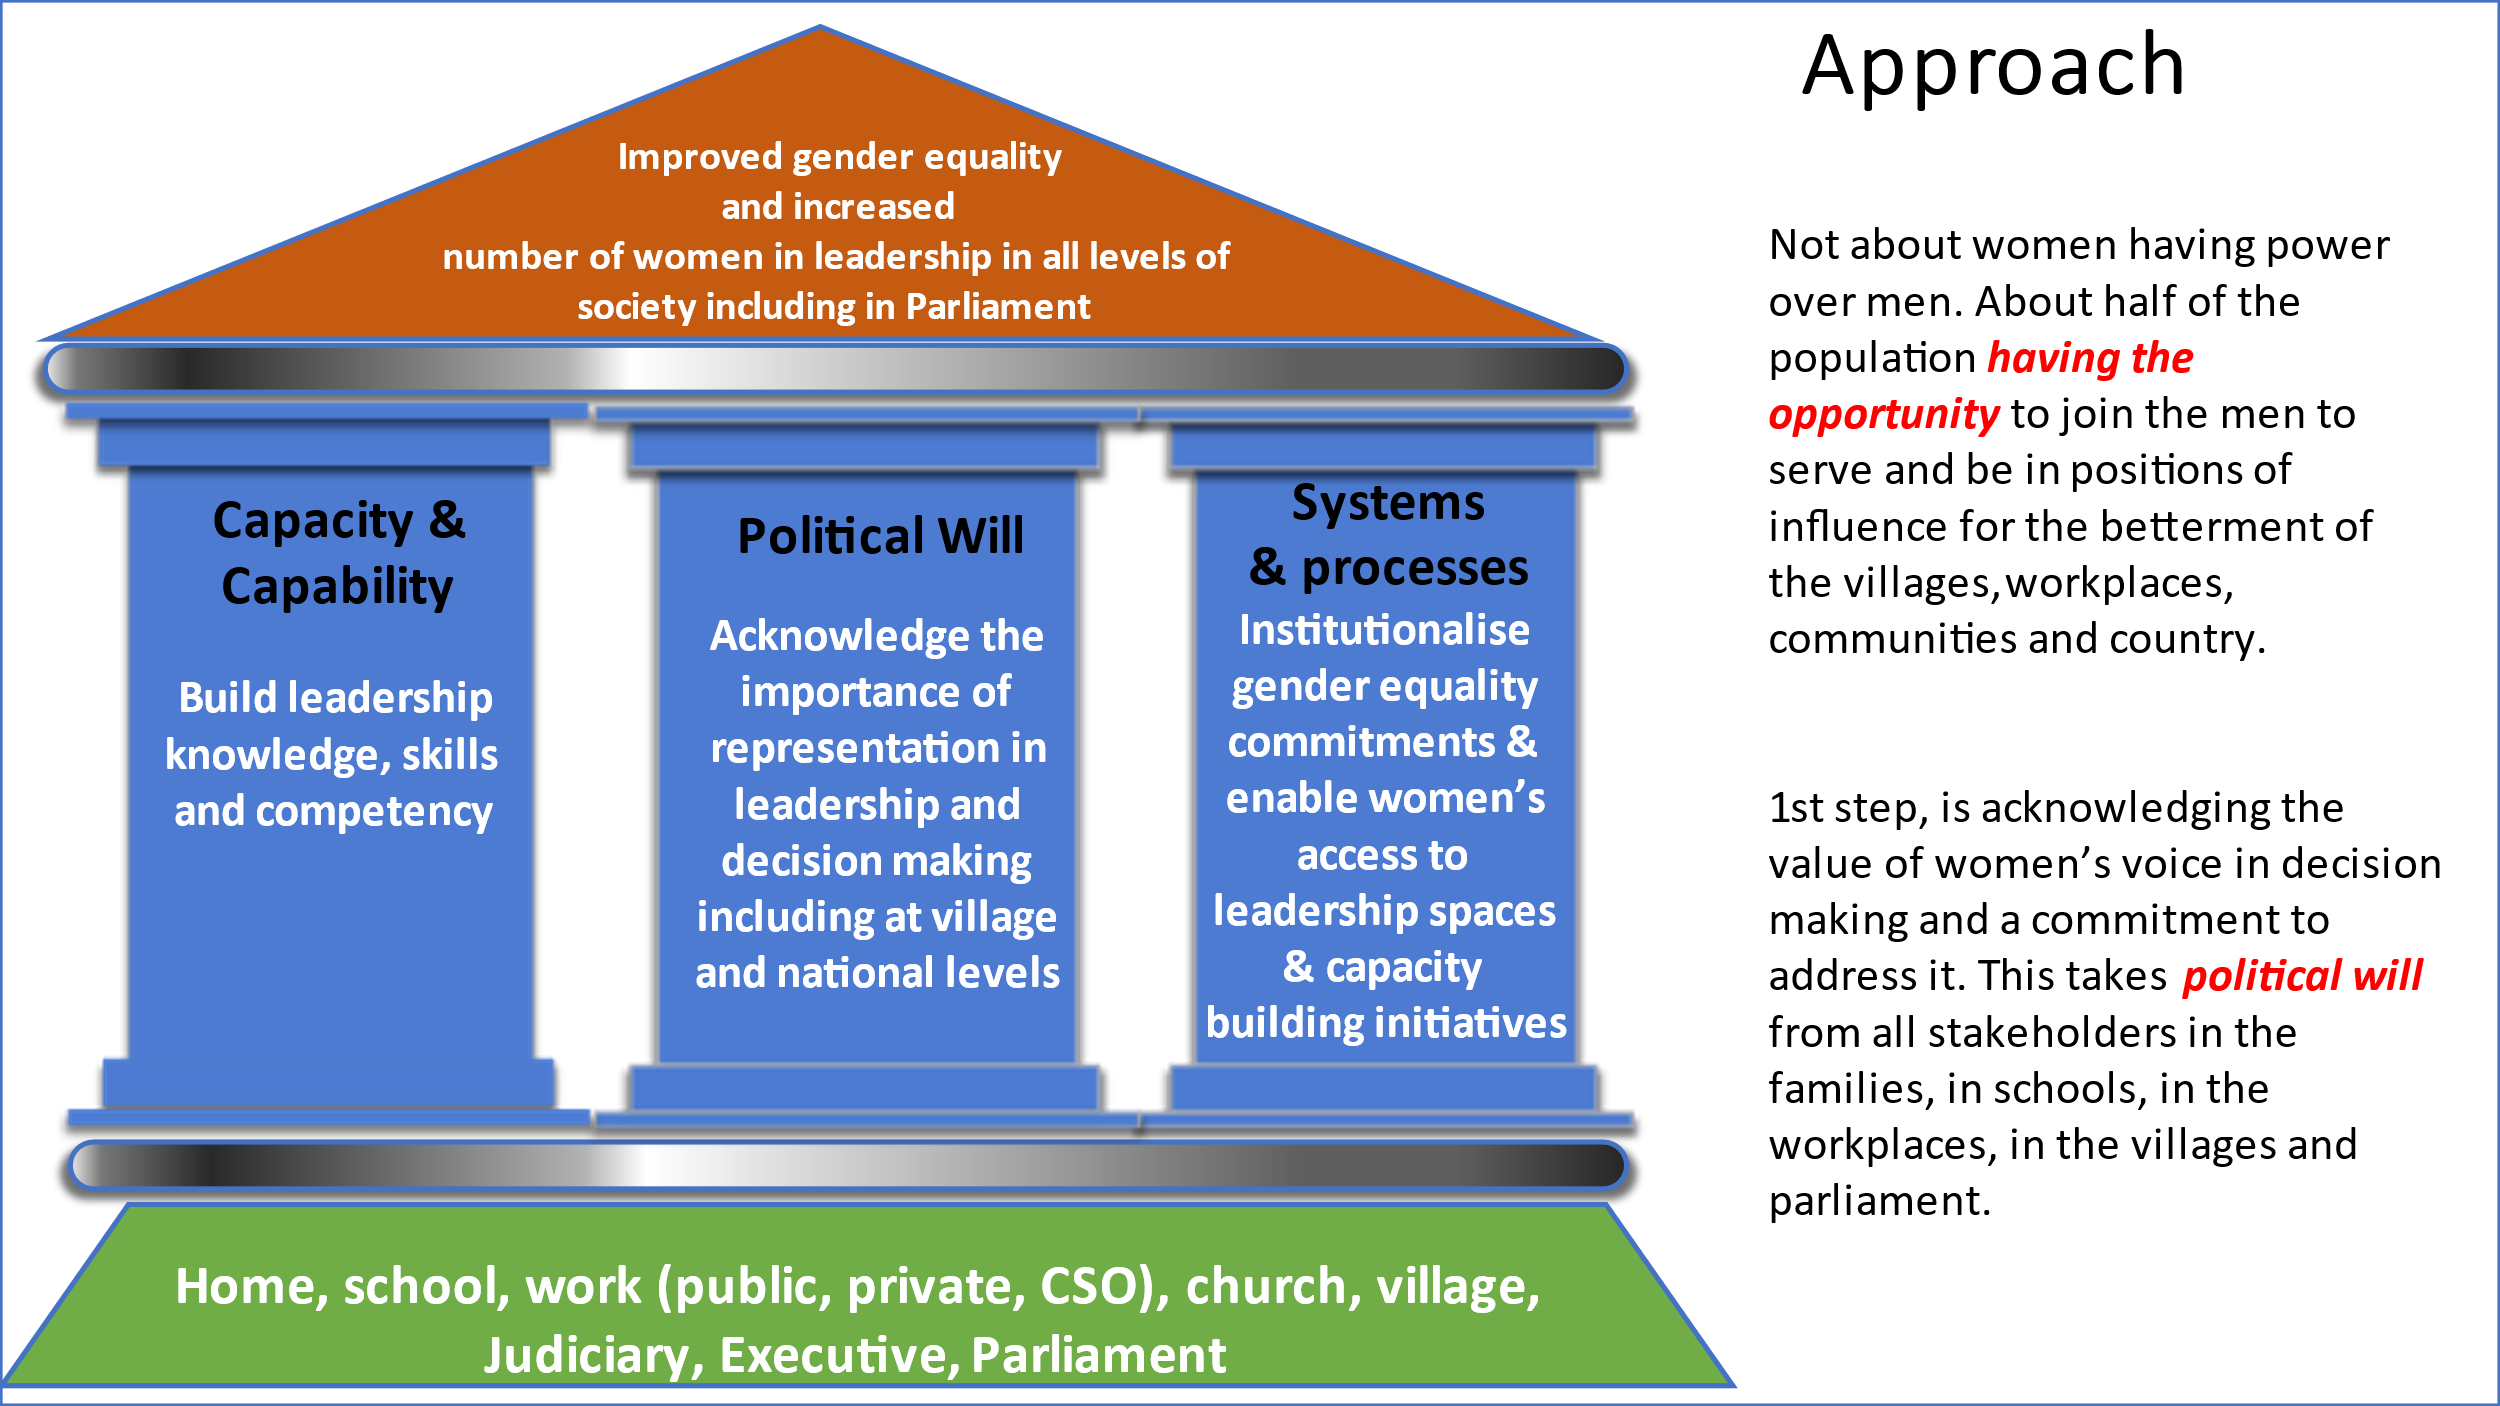 Approach
Improved gender equality
and increased
number of women in leadership in all levels of
society including in Parliament
Capacity &
Capability
Build leadership
knowledge, skills
and competency
Political Will
Acknowledge the
importance of
representation in
leadership and
decision making
including at village
and national levels
Systems
& processes
Institutionalise
gender equality
commitments &
enable women’s
access to
leadership spaces
& capacity
building initiatives
Home, school, work (public, private, CSO), church, village,
Judiciary, Executive, Parliament
Not about women having power
over men. About half of the
population having the
opportunity to join the men to
serve and be in positions of
influence for the betterment of
the villages,workplaces,
communities and country.
1st step, is acknowledging the
value of women’s voice in decision
making and a commitment to
address it. This takes political will
from all stakeholders in the
families, in schools, in the
workplaces, in the villages and
parliament.